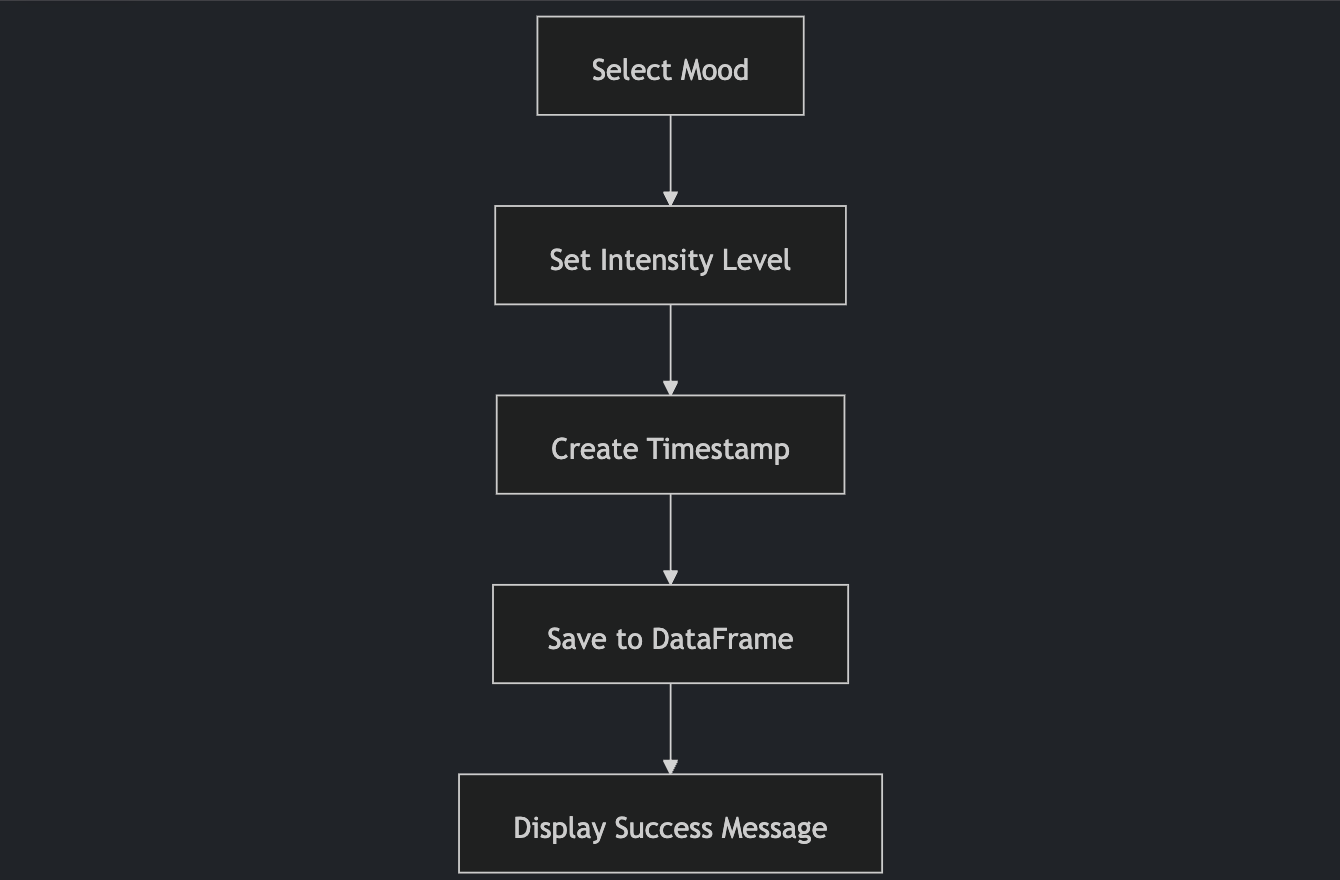 Select Mood
Set Intensity Level
Create Timestamp
Save to DataFrame
Display Success Message